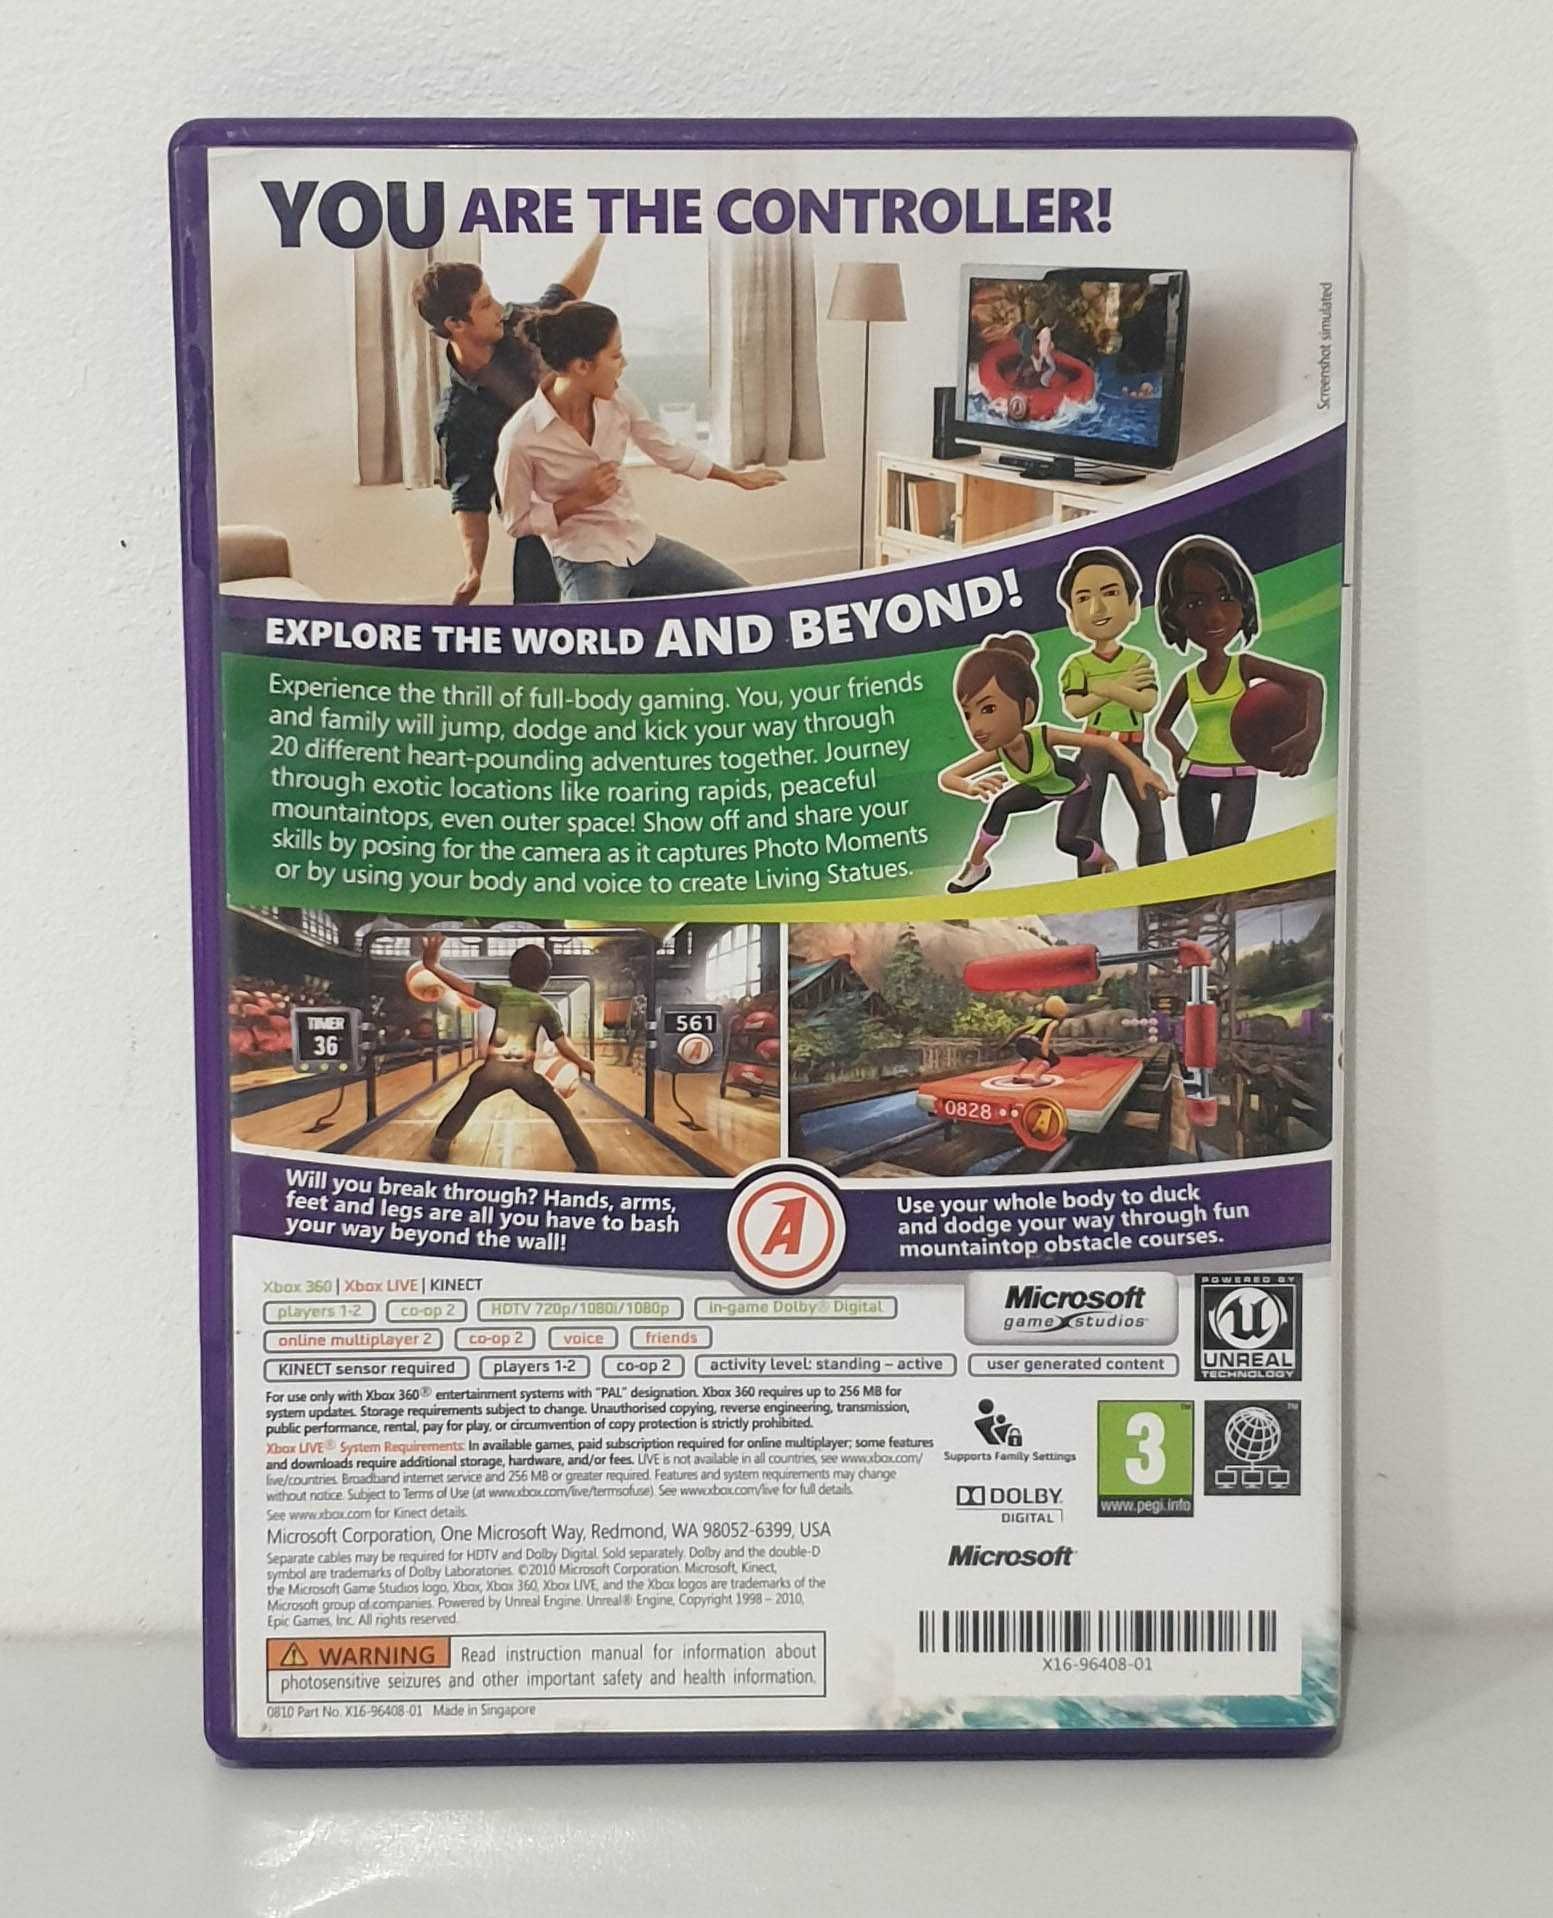 YOU ARE THE CONTROLLER!
Screenshot simulated
EXPLORE THE WORLD AND BEYOND!
Experience the thrill of full-body gaming. You, your friends
and family will jump, dodge and kick your way through
20 different heart-pounding adventures together. Journey
through exotic locations like roaring rapids, peaceful
mountaintops, even outer space! Show off and share your
skills by posing for the camera as it captures Photo Moments
or by using your body and voice to create Living Statues.
TIMER
36
561
A
0828
A
Will you break through? Hands, arms,
feet and legs are all you have to bash
your way beyond the wall!
A
Use your whole body to duck
and dodge your way through fun
mountaintop obstacle courses.
Xbox 360 | Xbox LIVE | KINECT
players 1-2 co-op 2 HDTV 720p/1080i/1080p in-game Dolby® Digital
online multiplayer 2 co-op 2 voice friends
KINECT sensor required players 1-2 co-op 2 activity level: standing – active user generated content
Microsoft
game studios
POWERED BY
U
UNREAL
TECHNOLOGY
For use only with Xbox 360® entertainment systems with "PAL" designation. Xbox 360 requires up to 256 MB for
system updates. Storage requirements subject to change. Unauthorised copying, reverse engineering, transmission,
public performance, rental, pay for play, or circumvention of copy protection is strictly prohibited.
Xbox LIVE® System Requirements: In available games, paid subscription required for online multiplayer; some features
and downloads require additional storage, hardware, and/or fees. LIVE is not available in all countries, see www.xbox.com/
live/countries. Broadband internet service and 256 MB or greater required. Features and system requirements may change
without notice. Subject to Terms of Use (at www.xbox.com/live/termsofuse). See www.xbox.com/live for full details.
See www.xbox.com for Kinect details.
Microsoft Corporation, One Microsoft Way, Redmond, WA 98052-6399, USA
Separate cables may be required for HDTV and Dolby Digital. Sold separately. Dolby and the double-D
symbol are trademarks of Dolby Laboratories. ©2010 Microsoft Corporation. Microsoft, Kinect,
the Microsoft Game Studios logo, Xbox, Xbox 360, Xbox LIVE, and the Xbox logos are trademarks of the
Microsoft group of companies. Powered by Unreal Engine. Unreal® Engine, Copyright 1998 – 2010,
Epic Games, Inc. All rights reserved.
Supports Family Settings
DOLBY
DIGITAL
Microsoft
3
™
www.pegi.info
™
WARNING Read instruction manual for information about
photosensitive seizures and other important safety and health information.
0810 Part No. X16-96408-01 Made in Singapore
X16-96408-01